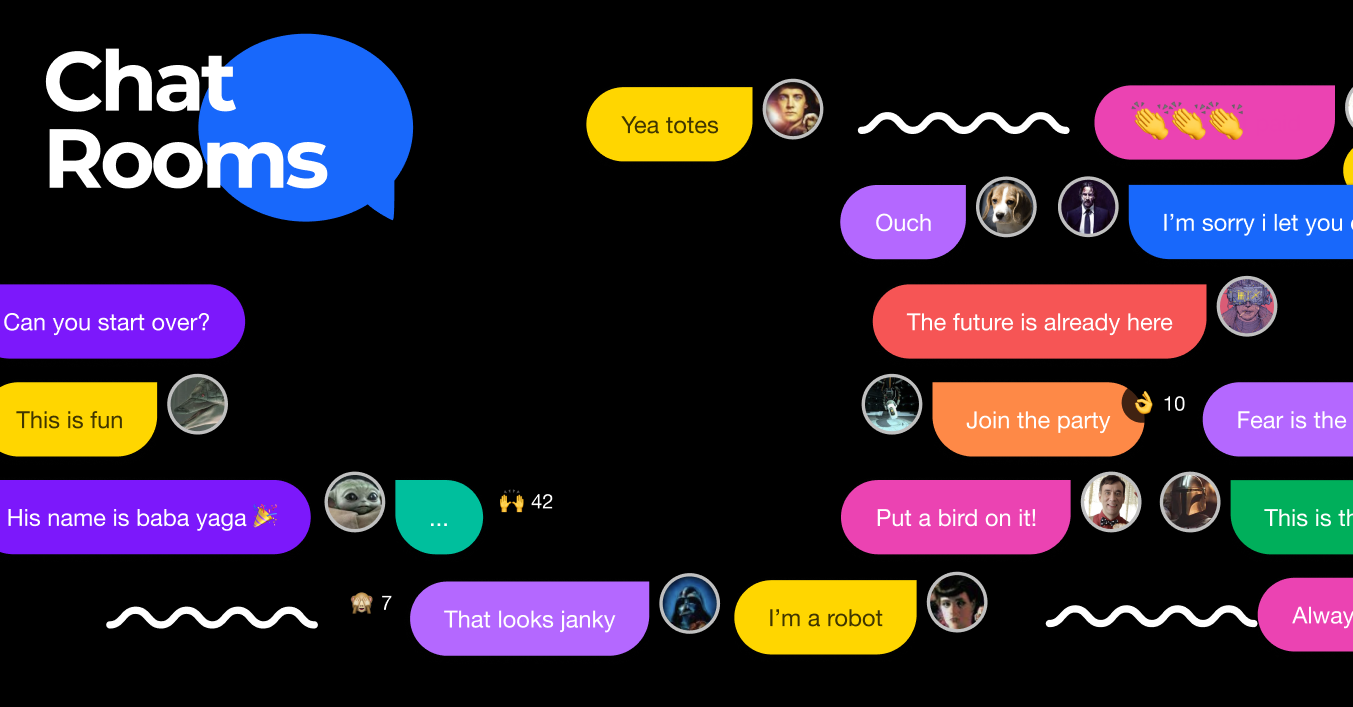 Chat
Rooms
Yea totes
👏👏👏
Ouch
I’m sorry i let you
Can you start over?
The future is already here
This is fun
Join the party
👌 10
Fear is the
His name is baba yaga 🎉
...
🙌 42
Put a bird on it!
This is th
🙈 7
That looks janky
I’m a robot
Alway